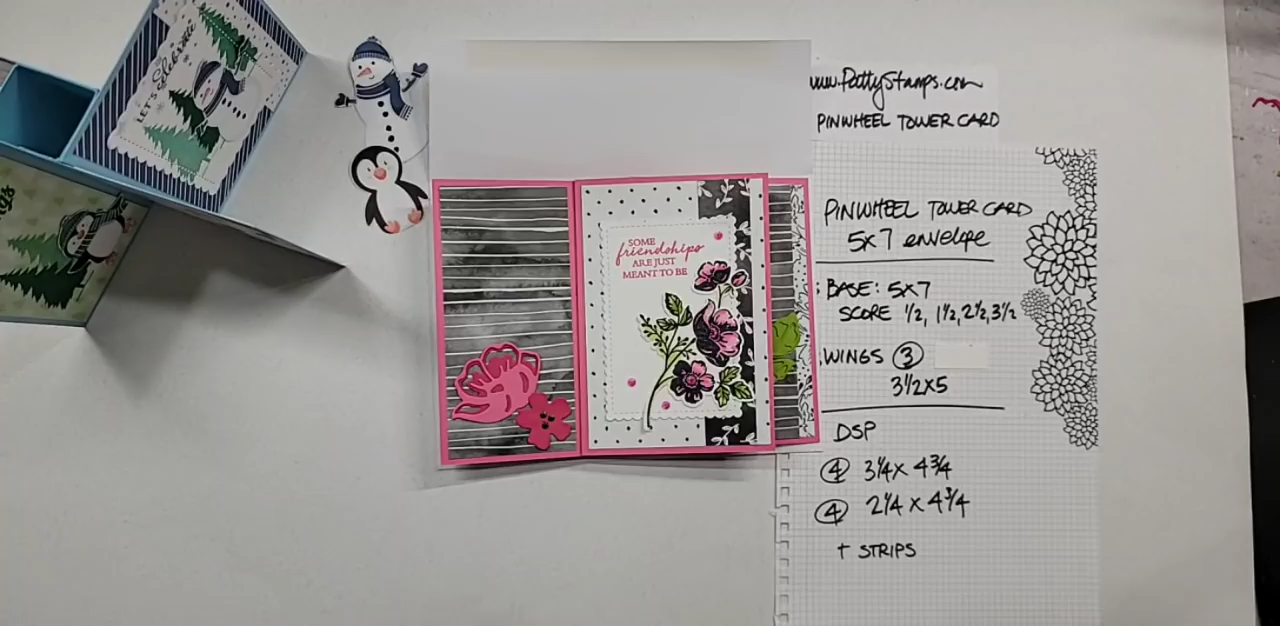 LET'S Celebrate
SOME
friendships
ARE JUST
MEANT TO BE
www.PattyStamps.com
PINWHEEL TOWER CARD
PINWHEEL TOWER CARD
5x7 envelope
BASE: 5x7
SCORE 1/2, 1 1/2, 2 1/2, 3 1/2
WINGS ③
3 1/2 x 5
DSP
④ 3 1/4 x 4 3/4
④ 2 1/4 x 4 3/4
+ STRIPS